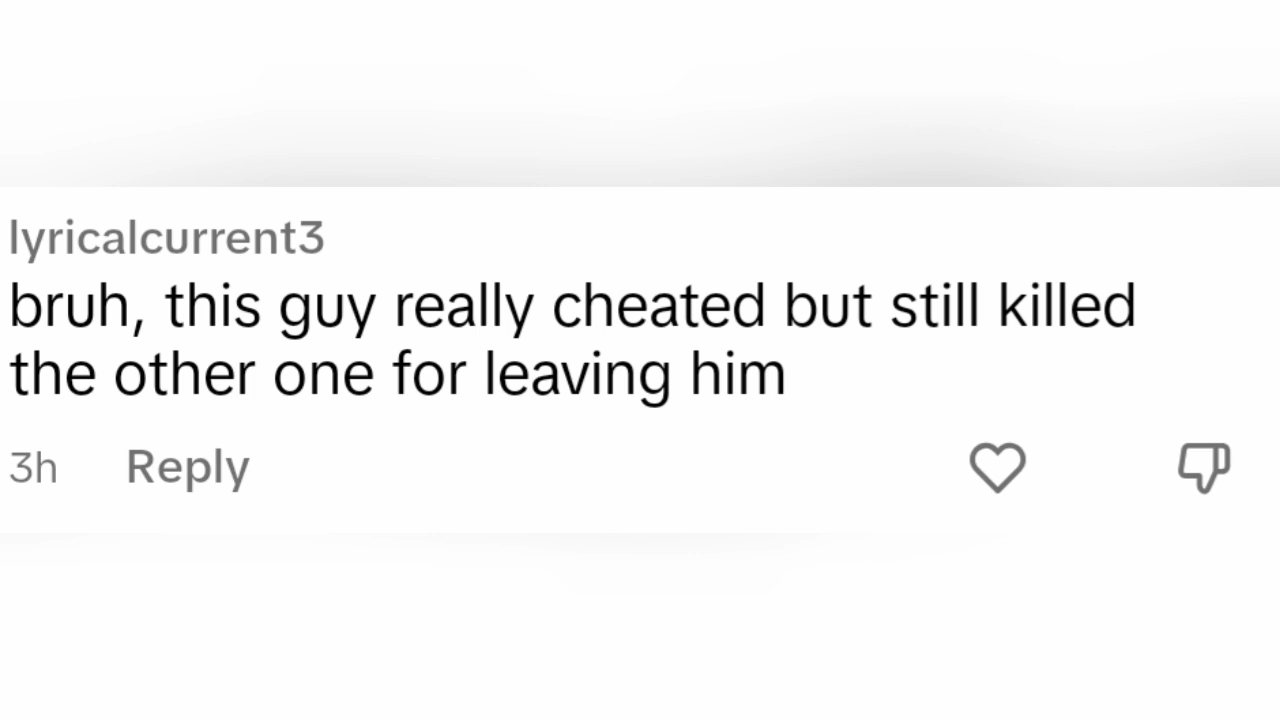 lyricalcurrent3
bruh, this guy really cheated but still killed
the other one for leaving him
3h Reply